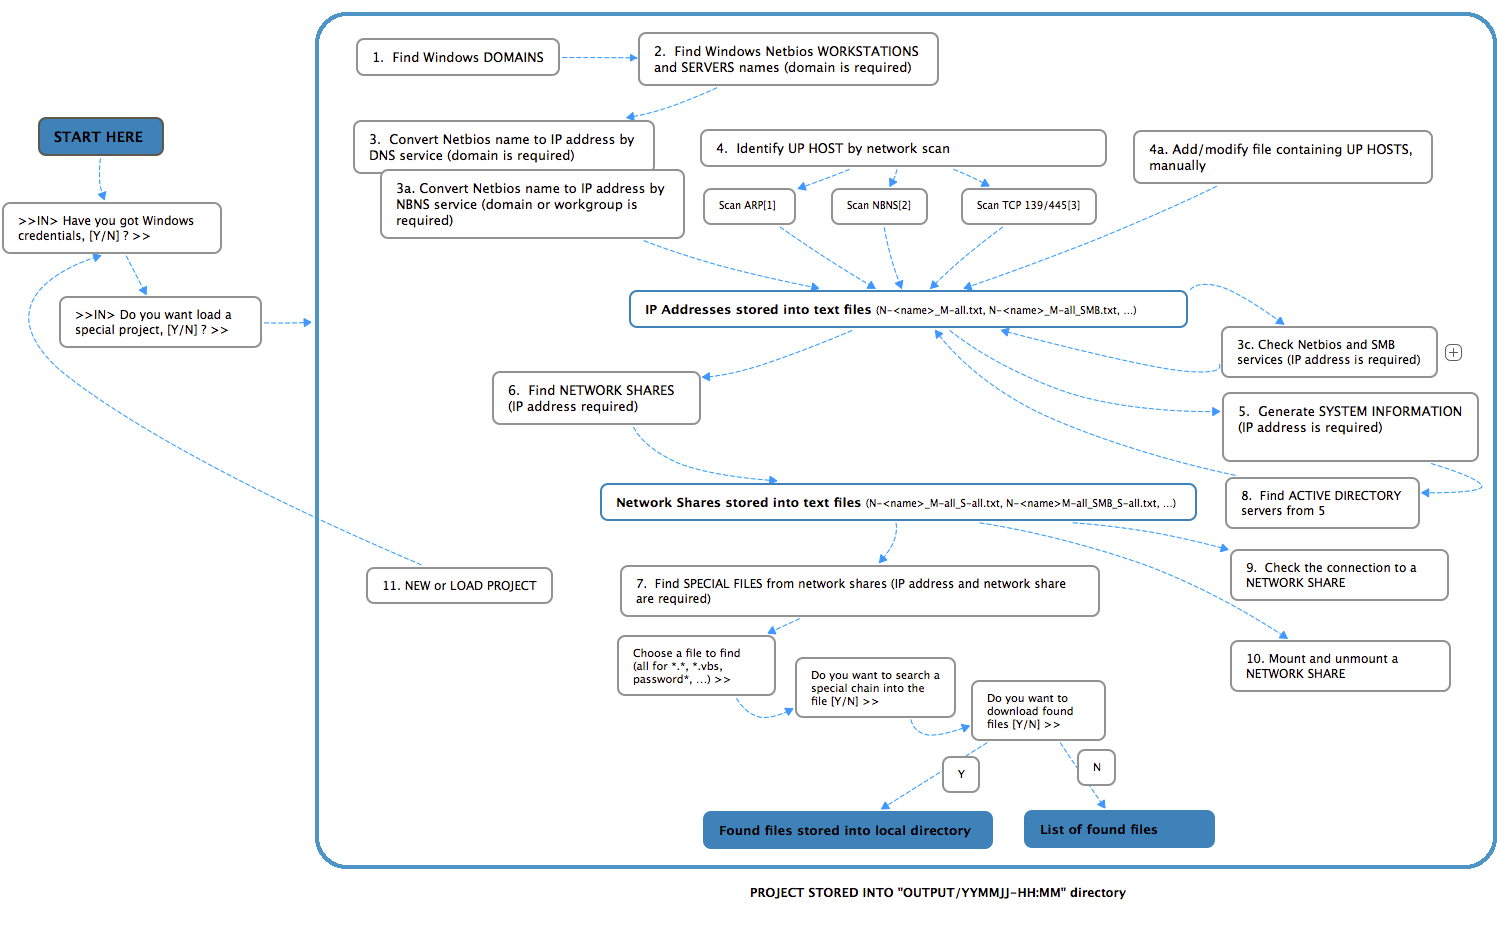 START HERE
>>IN> Have you got Windows
credentials, [Y/N] ? >>
>>IN> Do you want load a
special project, [Y/N] ? >>
1.  Find Windows DOMAINS
2.  Find Windows Netbios WORKSTATIONS
and SERVERS names (domain is required)
3.  Convert Netbios name to IP address by
DNS service (domain is required)
3a. Convert Netbios name to IP address by
NBNS service (domain or workgroup is
required)
4.  Identify UP HOST by network scan
Scan ARP[1]
Scan NBNS[2]
Scan TCP 139/445[3]
4a. Add/modify file containing UP HOSTS,
manually
IP Addresses stored into text files (N-<name>_M-all.txt, N-<name>_M-all_SMB.txt, ...)
3c. Check Netbios and SMB
services (IP address is required)
6.  Find NETWORK SHARES
(IP address required)
5.  Generate SYSTEM INFORMATION
(IP address is required)
8.  Find ACTIVE DIRECTORY
servers from 5
Network Shares stored into text files (N-<name>_M-all_S-all.txt, N-<name>M-all_SMB_S-all.txt, ...)
9.  Check the connection to a
NETWORK SHARE
11. NEW or LOAD PROJECT
7.  Find SPECIAL FILES from network shares (IP address and network share
are required)
10. Mount and unmount a
NETWORK SHARE
Choose a file to find
(all for *.*, *.vbs,
password*, ...) >>
Do you want to search a
special chain into the
file [Y/N] >>
Do you want to
download found
files [Y/N] >>
Y
N
Found files stored into local directory
List of found files
PROJECT STORED INTO "OUTPUT/YYMMJJ-HH:MM" directory